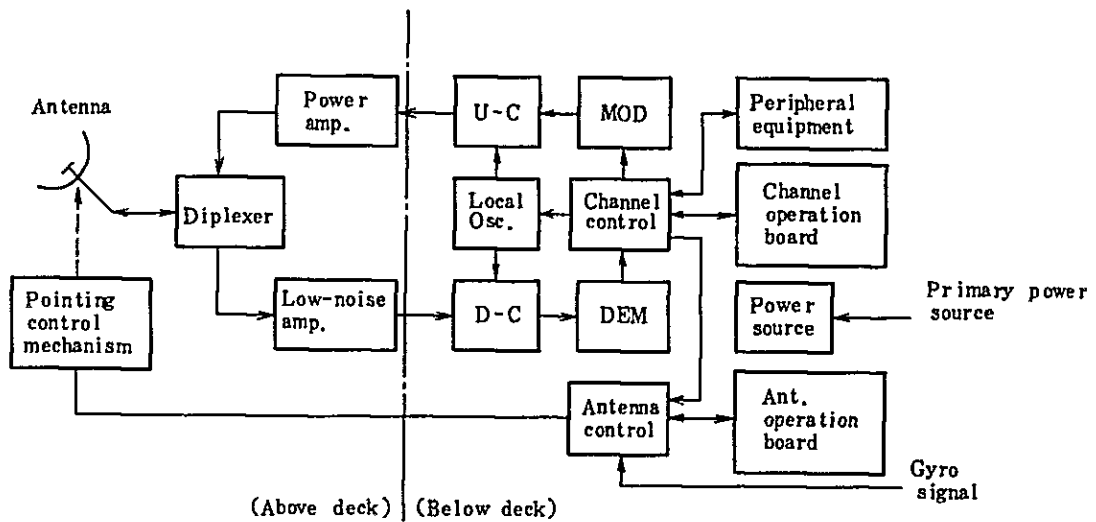 Antenna
Power
amp.
U-C
MOD
Peripheral
equipment
Diplexer
Local
Osc.
Channel
control
Channel
operation
board
Pointing
control
mechanism
Low-noise
amp.
D-C
DEM
Power
source
Primary power
source
Antenna
control
Ant.
operation
board
Gyro
signal
(Above deck)
(Below deck)